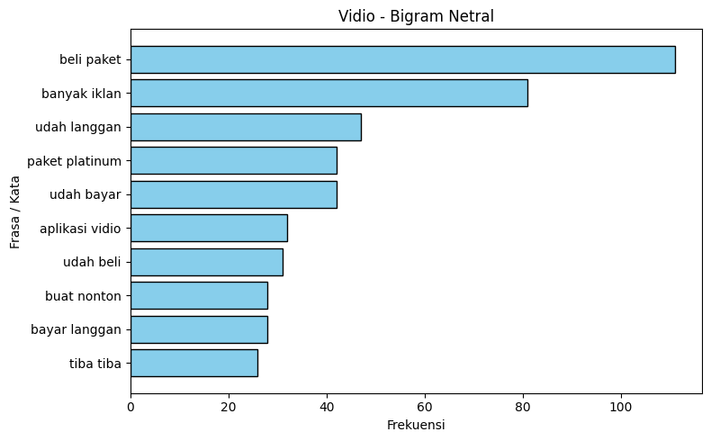 Vidio - Bigram Netral
beli paket
banyak iklan
udah langgan
paket platinum
udah bayar
aplikasi vidio
udah beli
buat nonton
bayar langgan
tiba tiba
Frasa / Kata
0 20 40 60 80 100
Frekuensi